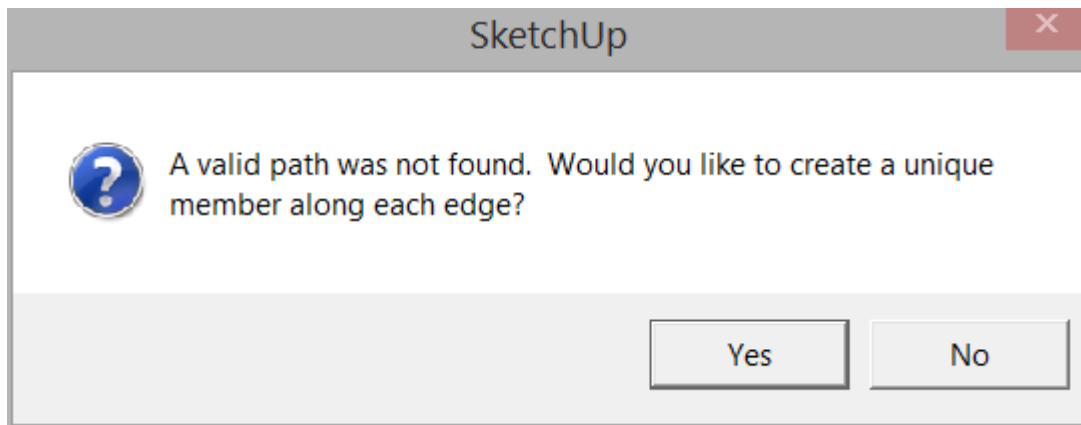 SketchUp
A valid path was not found.  Would you like to create a unique
member along each edge?
Yes
No